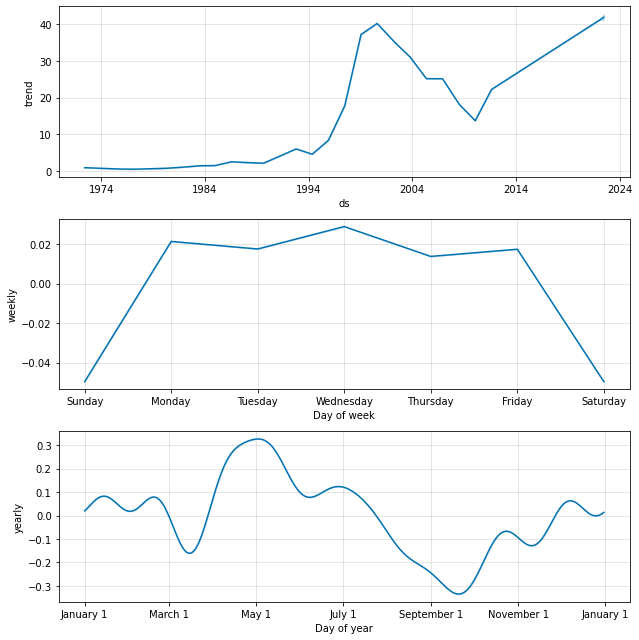 40
30
20
10
0
trend
1974
1984
1994
2004
2014
2024
ds
0.02
0.00
−0.02
−0.04
weekly
Sunday
Monday
Tuesday
Wednesday
Thursday
Friday
Saturday
Day of week
0.3
0.2
0.1
0.0
−0.1
−0.2
−0.3
yearly
January 1
March 1
May 1
July 1
September 1
November 1
January 1
Day of year